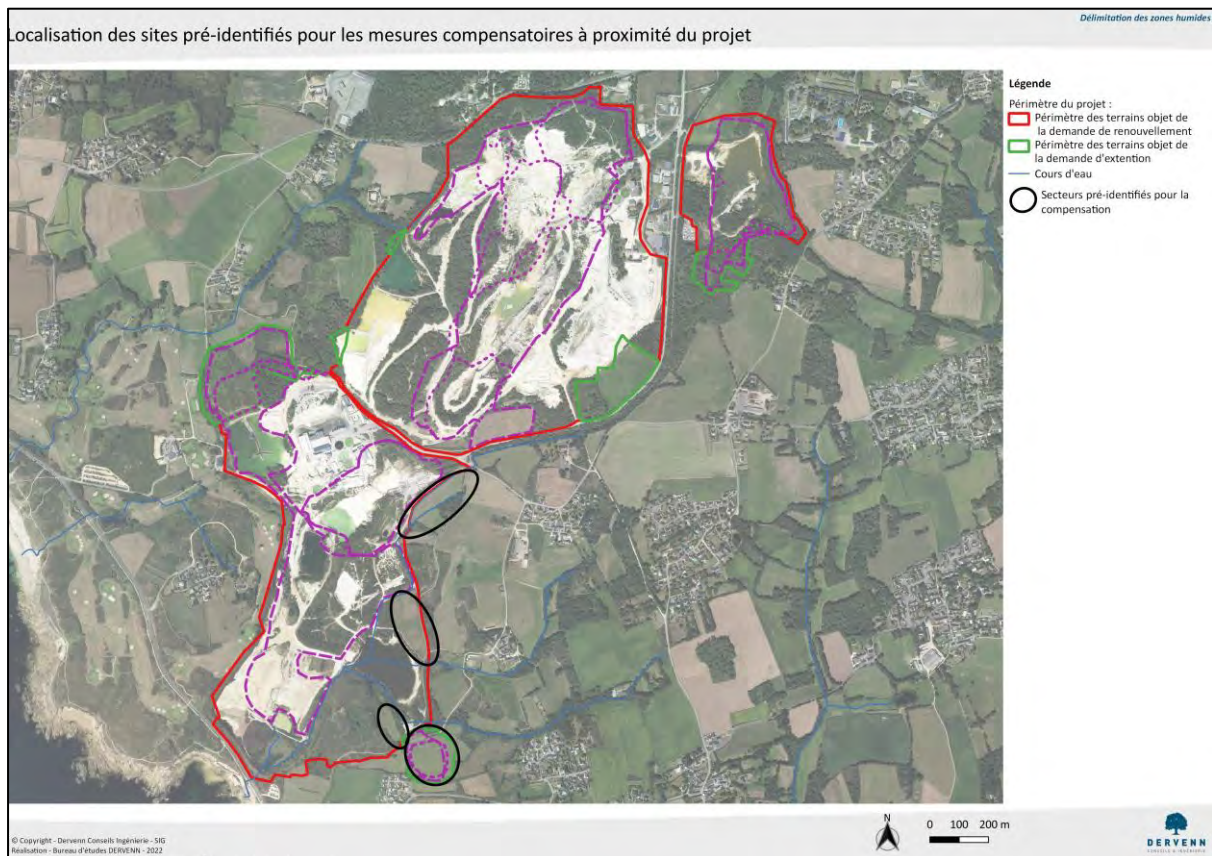 Délimitation des zones humides
Localisation des sites pré-identifiés pour les mesures compensatoires à proximité du projet
Légende
Périmètre du projet :
Périmètre des terrains objet de
la demande de renouvellement
Périmètre des terrains objet de
la demande d'extention
Cours d'eau
Secteurs pré-identifiés pour la
compensation
N
0 100 200 m
DERVENN
CONSEILS & INGÉNIERIE
© Copyright - Dervenn Conseils Ingénierie - SIG
Réalisation - Bureau d'études DERVENN - 2022